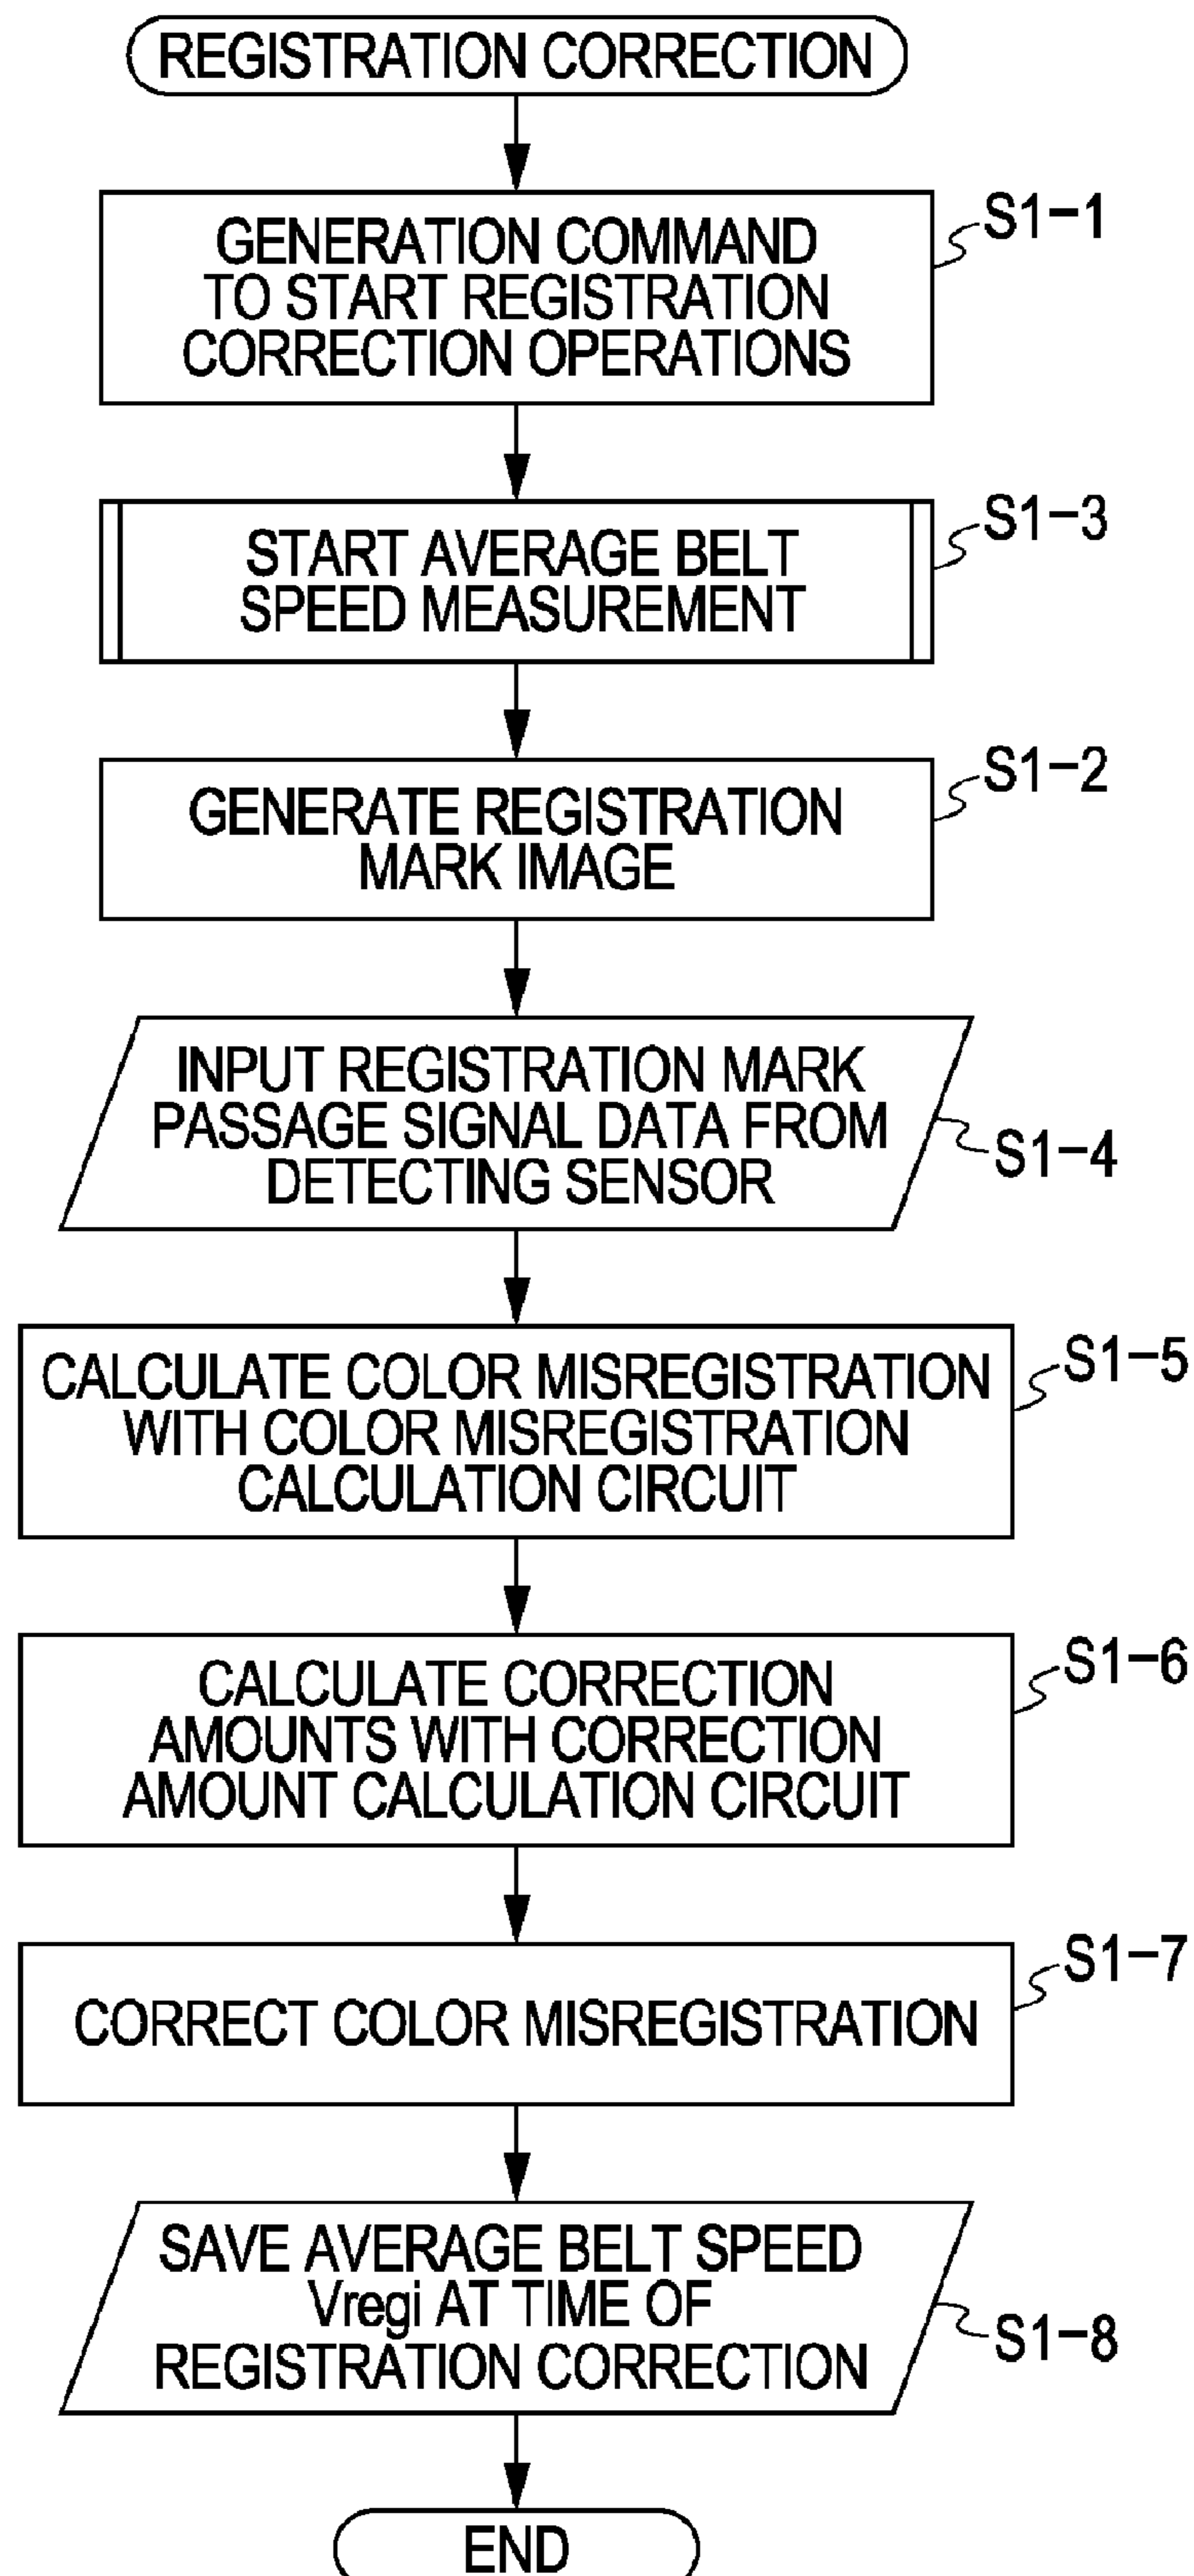 REGISTRATION CORRECTION
S1-1
GENERATION COMMAND
TO START REGISTRATION
CORRECTION OPERATIONS
S1-3
START AVERAGE BELT
SPEED MEASUREMENT
S1-2
GENERATE REGISTRATION
MARK IMAGE
INPUT REGISTRATION MARK
PASSAGE SIGNAL DATA FROM
DETECTING SENSOR
S1-4
CALCULATE COLOR MISREGISTRATION
WITH COLOR MISREGISTRATION
CALCULATION CIRCUIT
S1-5
CALCULATE CORRECTION
AMOUNTS WITH CORRECTION
AMOUNT CALCULATION CIRCUIT
S1-6
CORRECT COLOR MISREGISTRATION
S1-7
SAVE AVERAGE BELT SPEED
Vregi AT TIME OF
REGISTRATION CORRECTION
S1-8
END